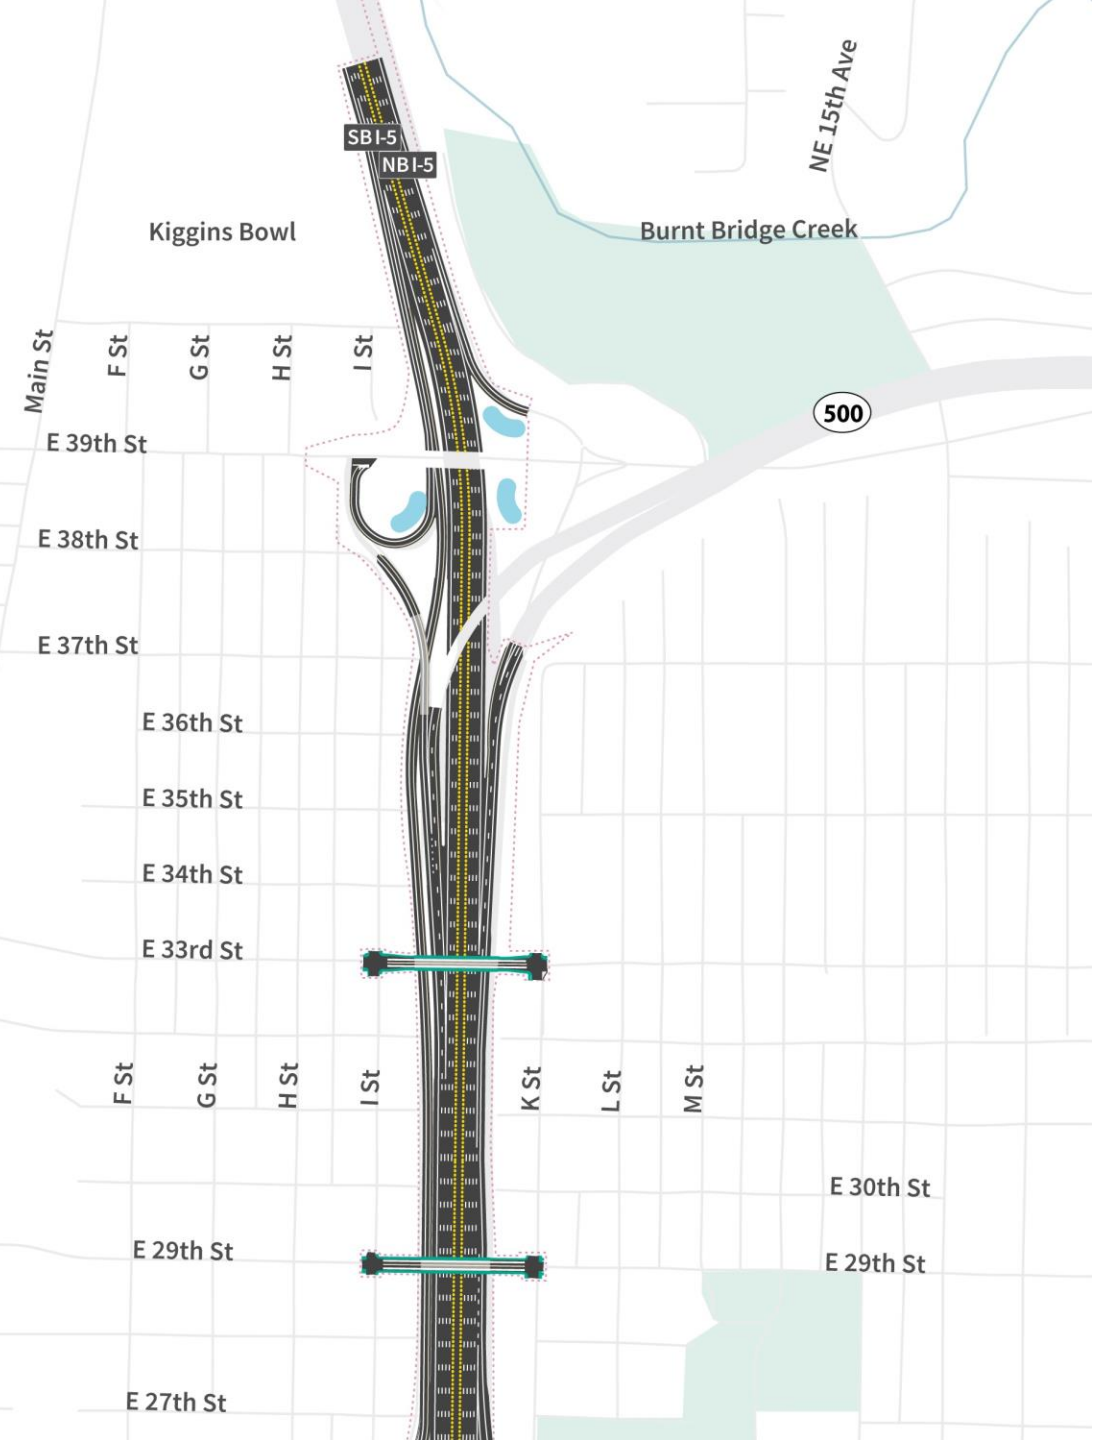 NE 15th Ave
SB I-5
NB I-5
Kiggins Bowl
Burnt Bridge Creek
Main St
F St
G St
H St
I St
500
E 39th St
E 38th St
E 37th St
E 36th St
E 35th St
E 34th St
E 33rd St
F St
G St
H St
I St
K St
L St
M St
E 30th St
E 29th St
E 29th St
E 27th St